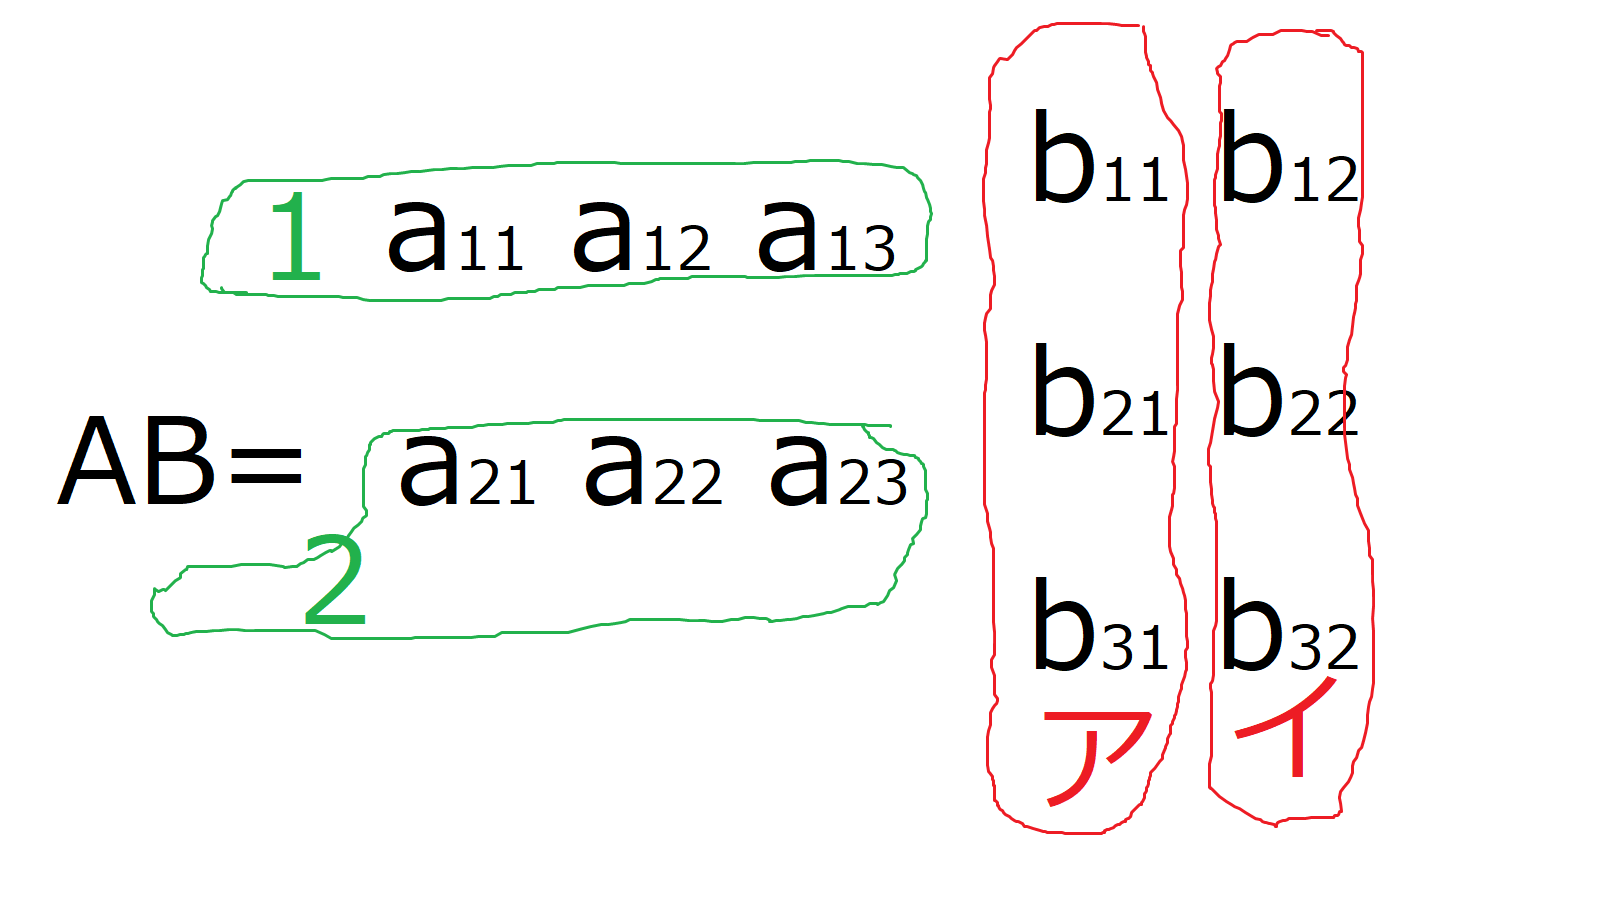 b₁₁ b₁₂
1 a₁₁ a₁₂ a₁₃
b₂₁ b₂₂
AB= a₂₁ a₂₂ a₂₃
2
b₃₁ b₃₂
ア イ